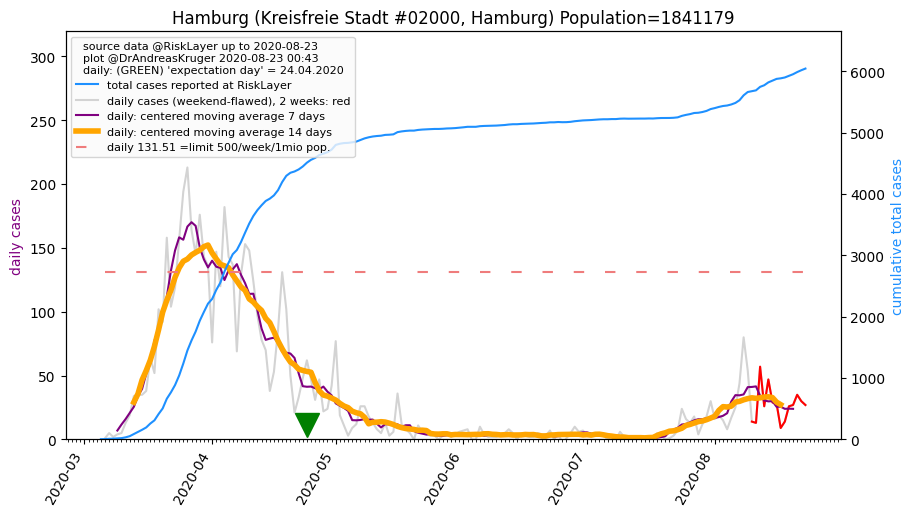 Hamburg (Kreisfreie Stadt #02000, Hamburg) Population=1841179
source data @RiskLayer up to 2020-08-23
plot @DrAndreasKruger 2020-08-23 00:43
daily: (GREEN) 'expectation day' = 24.04.2020
total cases reported at RiskLayer
daily cases (weekend-flawed), 2 weeks: red
daily: centered moving average 7 days
daily: centered moving average 14 days
daily 131.51 =limit 500/week/1mio pop.
daily cases
300
250
200
150
100
50
0
cumulative total cases
6000
5000
4000
3000
2000
1000
0
2020-03
2020-04
2020-05
2020-06
2020-07
2020-08